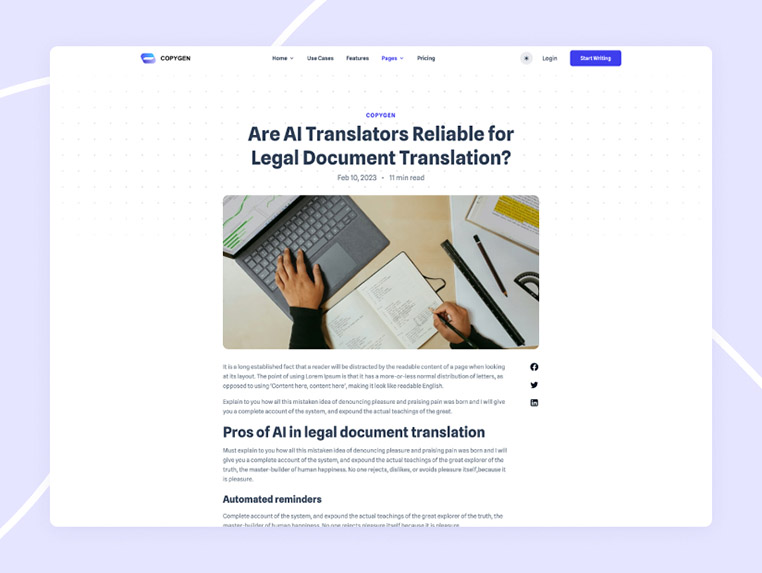 COPYGEN
Home
Use Cases
Features
Pages
Pricing
Login
Start Writing
COPYGEN
Are AI Translators Reliable for
Legal Document Translation?
Feb 10, 2023 • 11 min read
It is a long established fact that a reader will be distracted by the readable content of a page when looking
at its layout. The point of using Lorem Ipsum is that it has a more-or-less normal distribution of letters, as
opposed to using 'Content here, content here', making it look like readable English.
Explain to you how all this mistaken idea of denouncing pleasure and praising pain was born and I will give
you a complete account of the system, and expound the actual teachings of the great.
Pros of AI in legal document translation
Must explain to you how all this mistaken idea of denouncing pleasure and praising pain was born and I will
give you a complete account of the system, and expound the actual teachings of the great explorer of the
truth, the master-builder of human happiness. No one rejects, dislikes, or avoids pleasure itself,because it
is pleasure.
Automated reminders
Complete account of the system, and expound the actual teachings of the great explorer of the truth, the
master-builder of human happiness. No one rejects pleasure itself because it is pleasure.